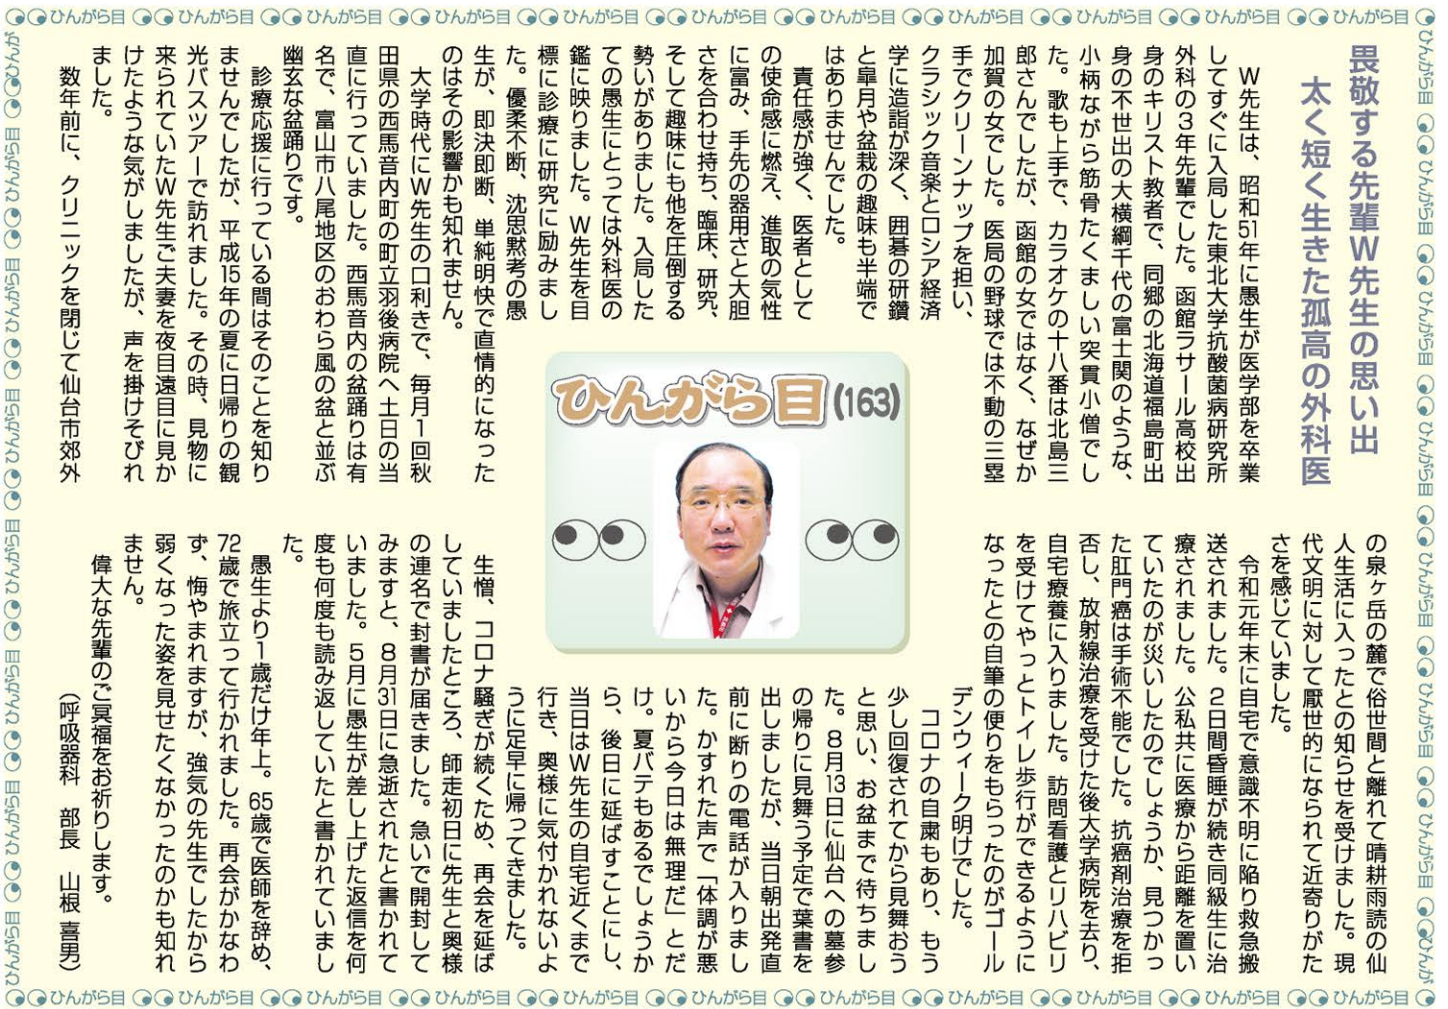 畏敬する先輩W先生の思い出
太く短く生きた孤高の外科医
W先生は、昭和51年に愚生が医学部を卒業
してすぐに入局した東北大学抗酸菌病研究所
外科の3年先輩でした。函館ラサール高校出
身のキリスト教者で、同郷の北海道福島町出
身の不世出の大横綱千代の富士関のような、
小柄ながら筋骨たくましい突貫小僧でし
た。歌も上手で、カラオケの十八番は北島三
郎さんでしたが、函館の女ではなく、なぜか
加賀の女でした。医局の野球では不動の三塁
手でクリーンナップを担い、
クラシック音楽とロシア経済
学に造詣が深く、囲碁の研鑽
と皐月や盆栽の趣味も半端で
はありませんでした。
責任感が強く、医者として
の使命感に燃え、進取の気性
に富み、手先の器用さと大胆
さを合わせ持ち、臨床、研究、
そして趣味にも他を圧倒する
勢いがありました。入局した
ての愚生にとっては外科医の
鑑に映りました。W先生を目
標に診療に研究に励みまし
た。優柔不断、沈思黙考の愚
生が、即決即断、単純明快で直情的になった
のはその影響かも知れません。
大学時代にW先生の口利きで、毎月1回秋
田県の西馬音内町の町立羽後病院へ土日の当
直に行っていました。西馬音内の盆踊りは有
名で、富山市八尾地区のおわら風の盆と並ぶ
幽玄な盆踊りです。
診療応援に行っている間はそのことを知り
ませんでしたが、平成15年の夏に日帰りの観
光バスツアーで訪れました。その時、見物に
来られていたW先生ご夫妻を夜目遠目に見か
けたような気がしましたが、声を掛けそびれ
ました。
数年前に、クリニックを閉じて仙台市郊外
の泉ヶ岳の麓で俗世間と離れて晴耕雨読の仙
人生活に入ったとの知らせを受けました。現
代文明に対して厭世的になられて近寄りがた
さを感じていました。
令和元年末に自宅で意識不明に陥り救急搬
送されました。2日間昏睡が続き同級生に治
療されました。公私共に医療から距離を置い
ていたのが災いしたのでしょうか、見つかっ
た肛門癌は手術不能でした。抗癌剤治療を拒
否し、放射線治療を受けた後大学病院を去り、
自宅療養に入りました。訪問看護とリハビリ
を受けてやっとトイレ歩行ができるように
なったとの自筆の便りをもらったのがゴール
デンウィーク明けでした。
コロナの自粛もあり、もう
少し回復されてから見舞おう
と思い、お盆まで待ちまし
た。8月13日に仙台への墓参
の帰りに見舞う予定で葉書を
出しましたが、当日朝出発直
前に断りの電話が入りまし
た。かすれた声で「体調が悪
いから今日は無理だ」とだ
け。夏バテもあるでしょうか
ら、後日に延ばすことにし、
当日はW先生の自宅近くまで
行き、奥様に気付かれないよ
うに足早に帰ってきました。
生憎、コロナ騒ぎが続くため、再会を延ば
していましたところ、師走初日に先生と奥様
の連名で封書が届きました。急いで開封して
みますと、8月31日に急逝されたと書かれて
いました。5月に愚生が差し上げた返信を何
度も何度も読み返していたと書かれていまし
た。
愚生より1歳だけ年上。65歳で医師を辞め、
72歳で旅立って行かれました。再会がかなわ
ず、悔やまれますが、強気の先生でしたから
弱くなった姿を見せたくなかったのかも知れ
ません。
偉大な先輩のご冥福をお祈りします。
(呼吸器科 部長 山根 喜男)
ひんがら目(163)
ひんがら目 ひんがら目 ひんがら目 ひんがら目 ひんがら目 ひんがら目 ひんがら目 ひんがら目 ひんがら目 ひんがら目 ひんがら目